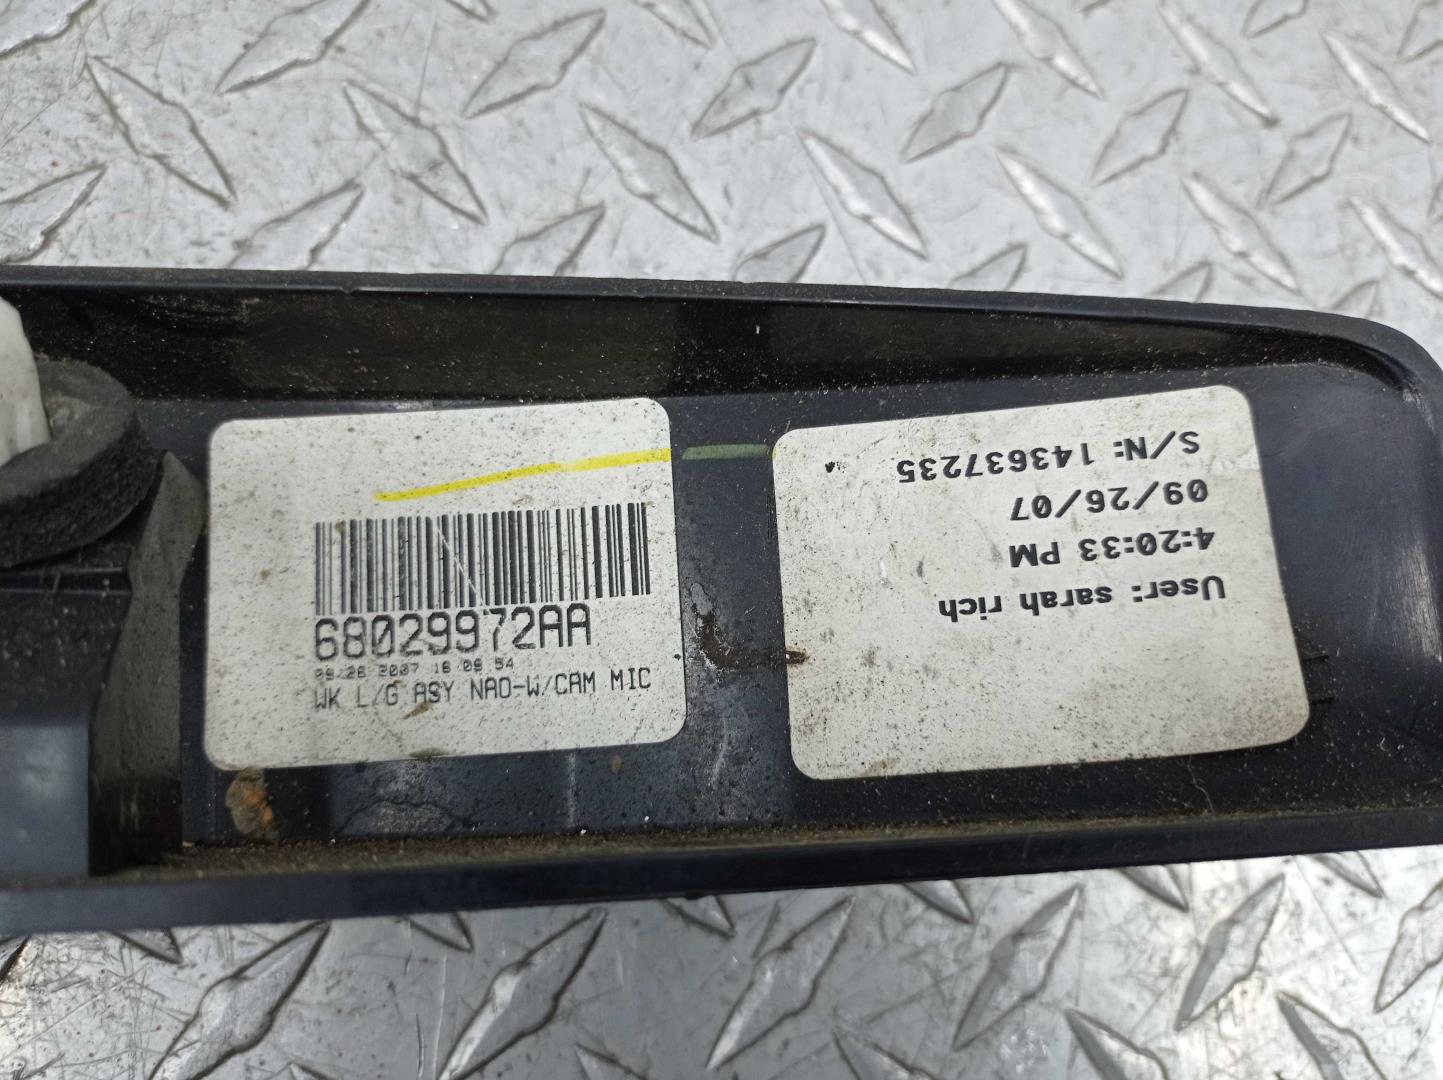 68029972AA
09/26 2007 16 09 54
WK L/G ASY NAO-W/CAM MIC
S/N: 143637235
09/26/07
4:20:33 PM
User: sarah rich